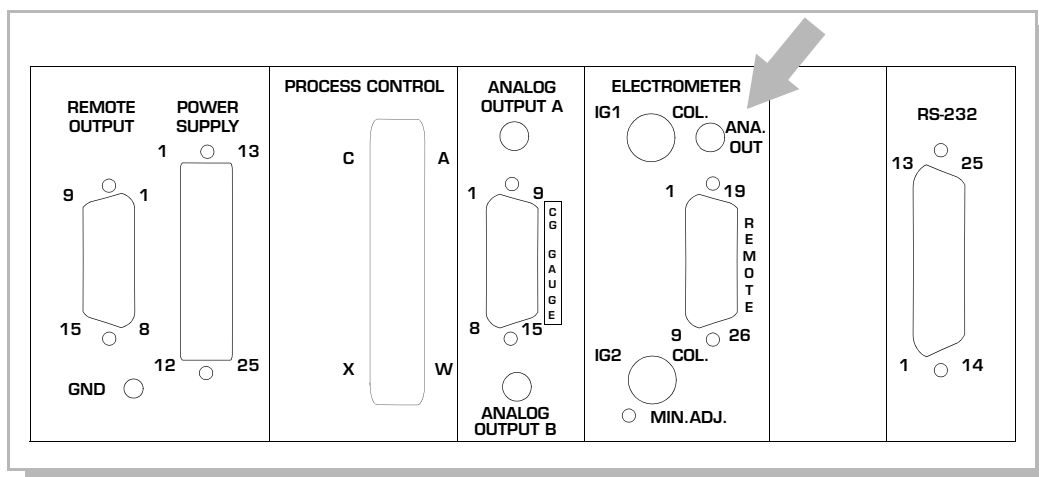 REMOTE
OUTPUT
POWER
SUPPLY
1
13
9
1
15
8
12
25
GND
PROCESS CONTROL
C
A
X
W
ANALOG
OUTPUT A
1
9
CG GAUGE
8
15
ANALOG
OUTPUT B
ELECTROMETER
IG1
COL.
ANA.
OUT
1
19
REMOTE
9
26
IG2
COL.
MIN.ADJ.
RS-232
13
25
1
14